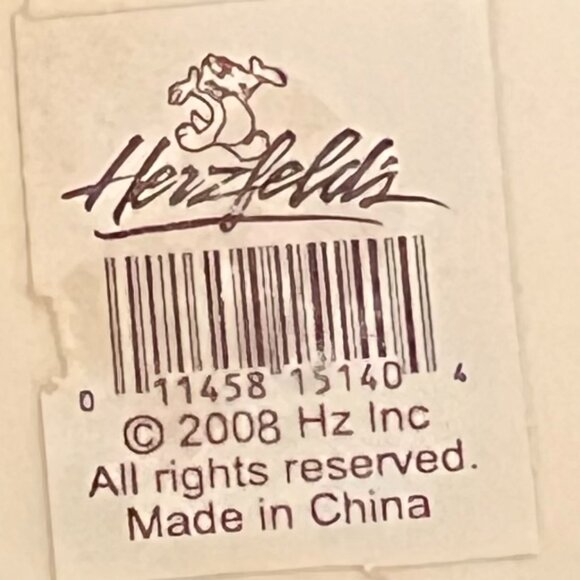 Herzfeld's
0 11458 15140 4
© 2008 Hz Inc
All rights reserved.
Made in China